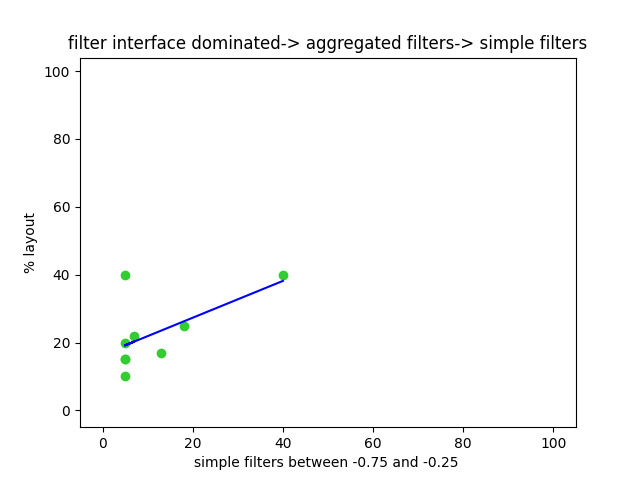 filter interface dominated-> aggregated filters-> simple filters
100
80
60
40
20
0
% layout
0 20 40 60 80 100
simple filters between -0.75 and -0.25